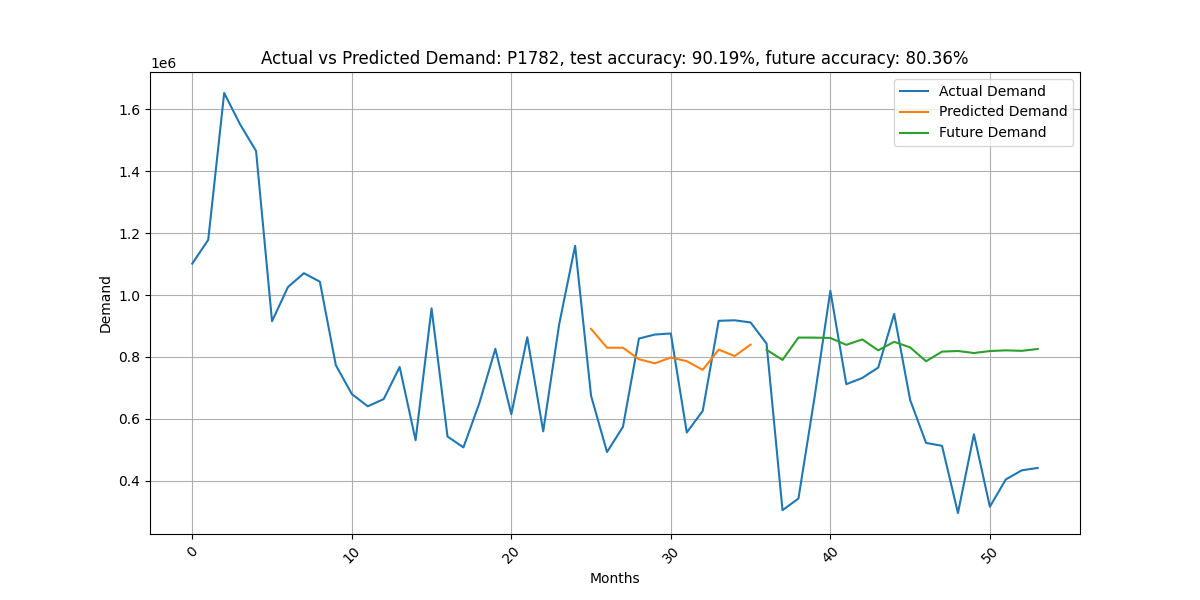 Actual vs Predicted Demand: P1782, test accuracy: 90.19%, future accuracy: 80.36%
1e6
Actual Demand
Predicted Demand
Future Demand
1.6
1.4
1.2
1.0
0.8
0.6
0.4
Demand
0
10
20
30
40
50
Months